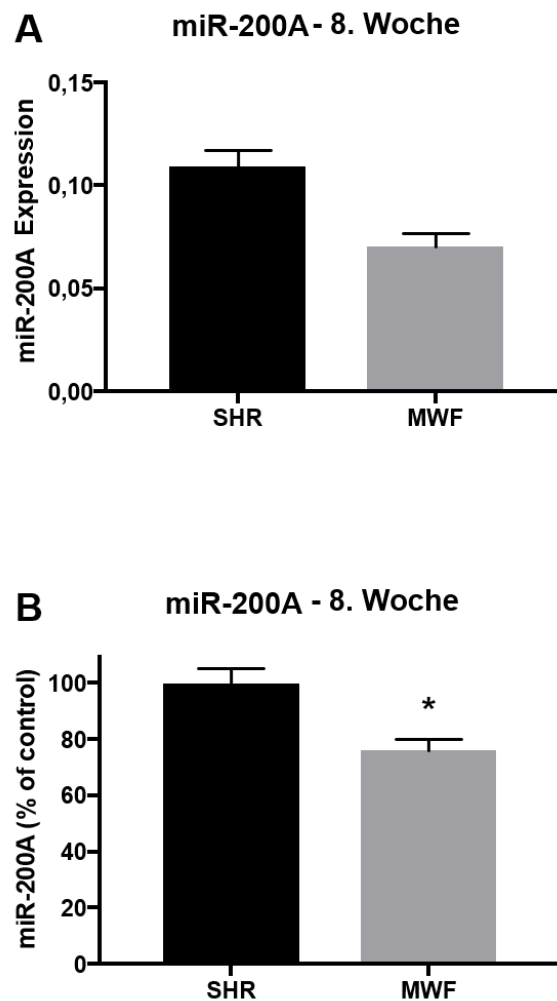 A
miR-200A - 8. Woche
miR-200A Expression
0,15
0,10
0,05
0,00
SHR MWF
B
miR-200A - 8. Woche
miR-200A (% of control)
100
80
60
40
20
0
*
SHR MWF